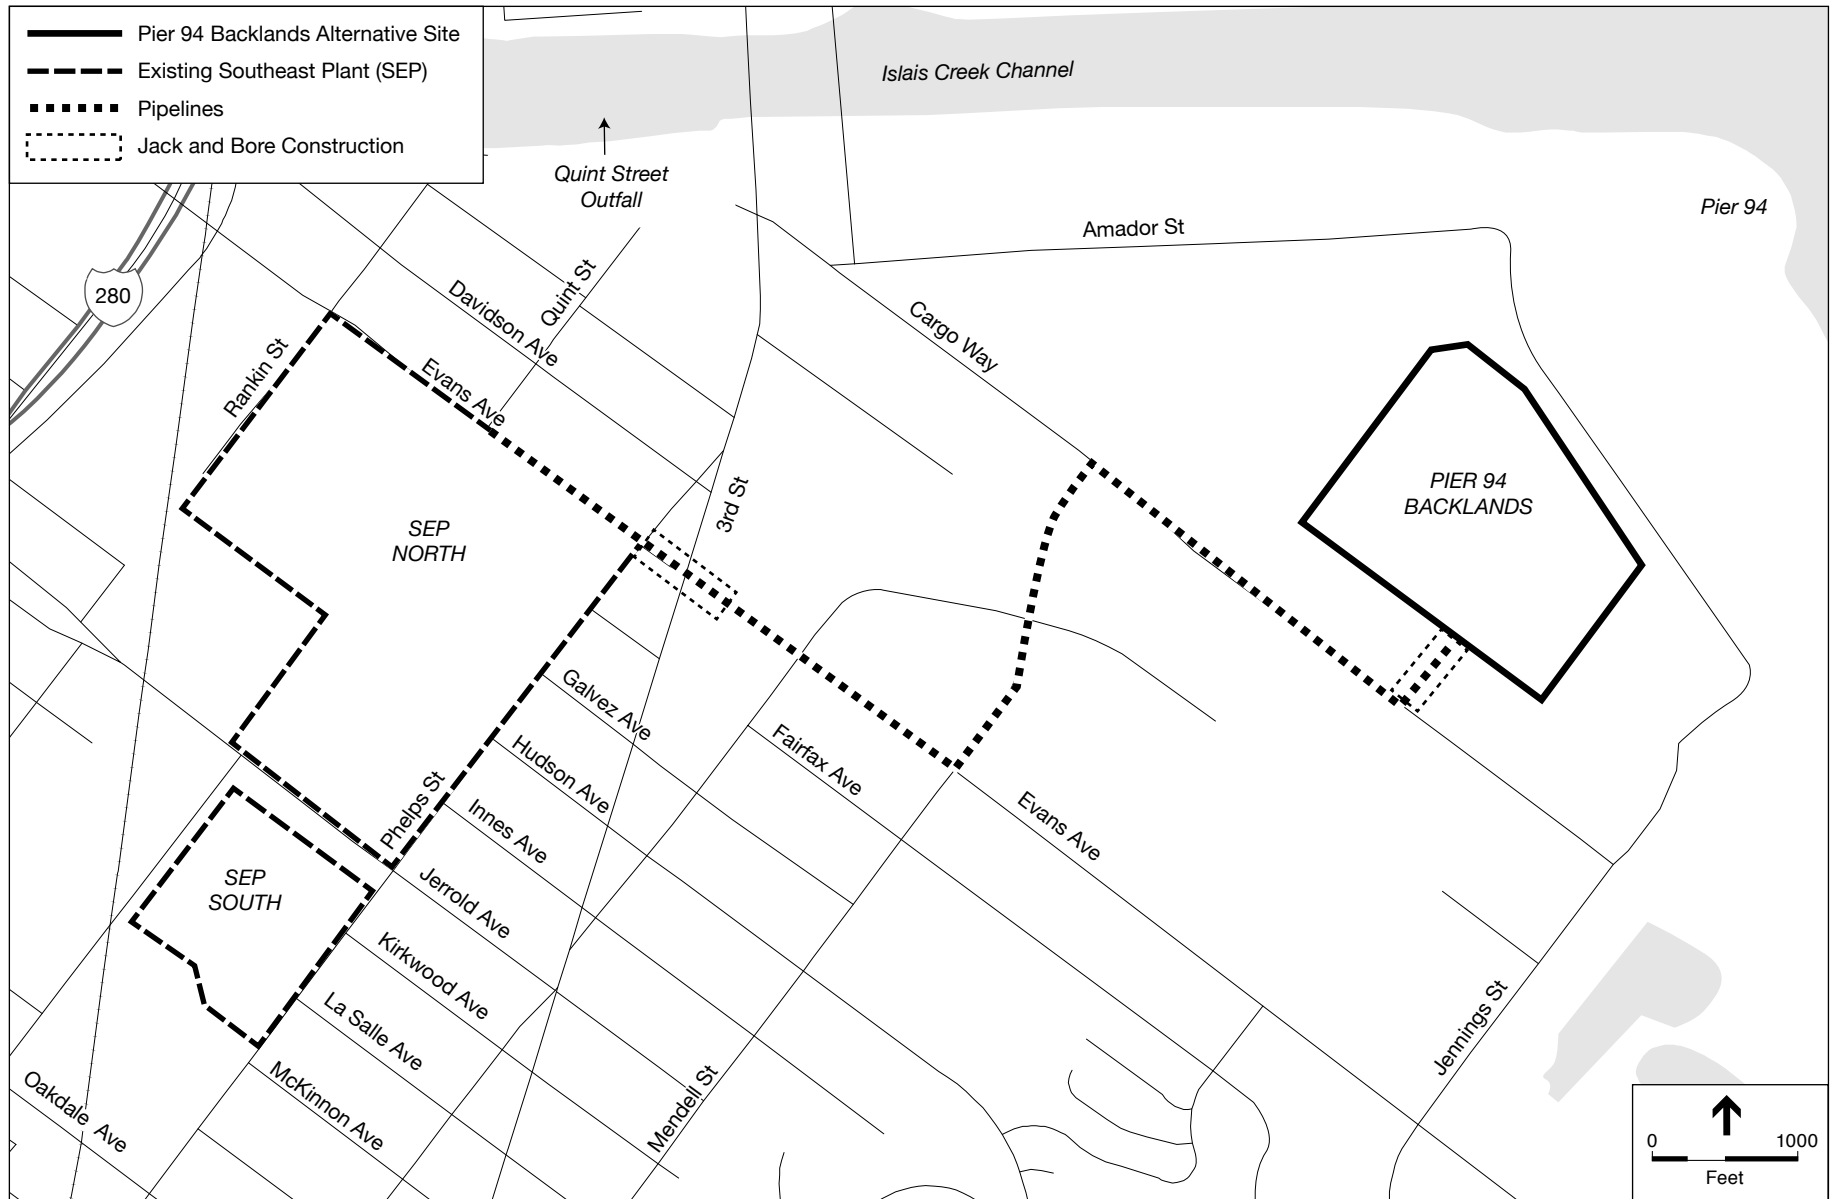 Pier 94 Backlands Alternative Site
Existing Southeast Plant (SEP)
Pipelines
Jack and Bore Construction
Islais Creek Channel
Quint Street
Outfall
Pier 94
Amador St
280
Quint St
Davidson Ave
Cargo Way
Rankin St
Evans Ave
PIER 94
BACKLANDS
3rd St
SEP
NORTH
Galvez Ave
Fairfax Ave
Hudson Ave
Phelps St
Innes Ave
Evans Ave
SEP
SOUTH
Jerrold Ave
Kirkwood Ave
La Salle Ave
Jennings St
McKinnon Ave
Mendell St
Oakdale Ave
0 1000
Feet